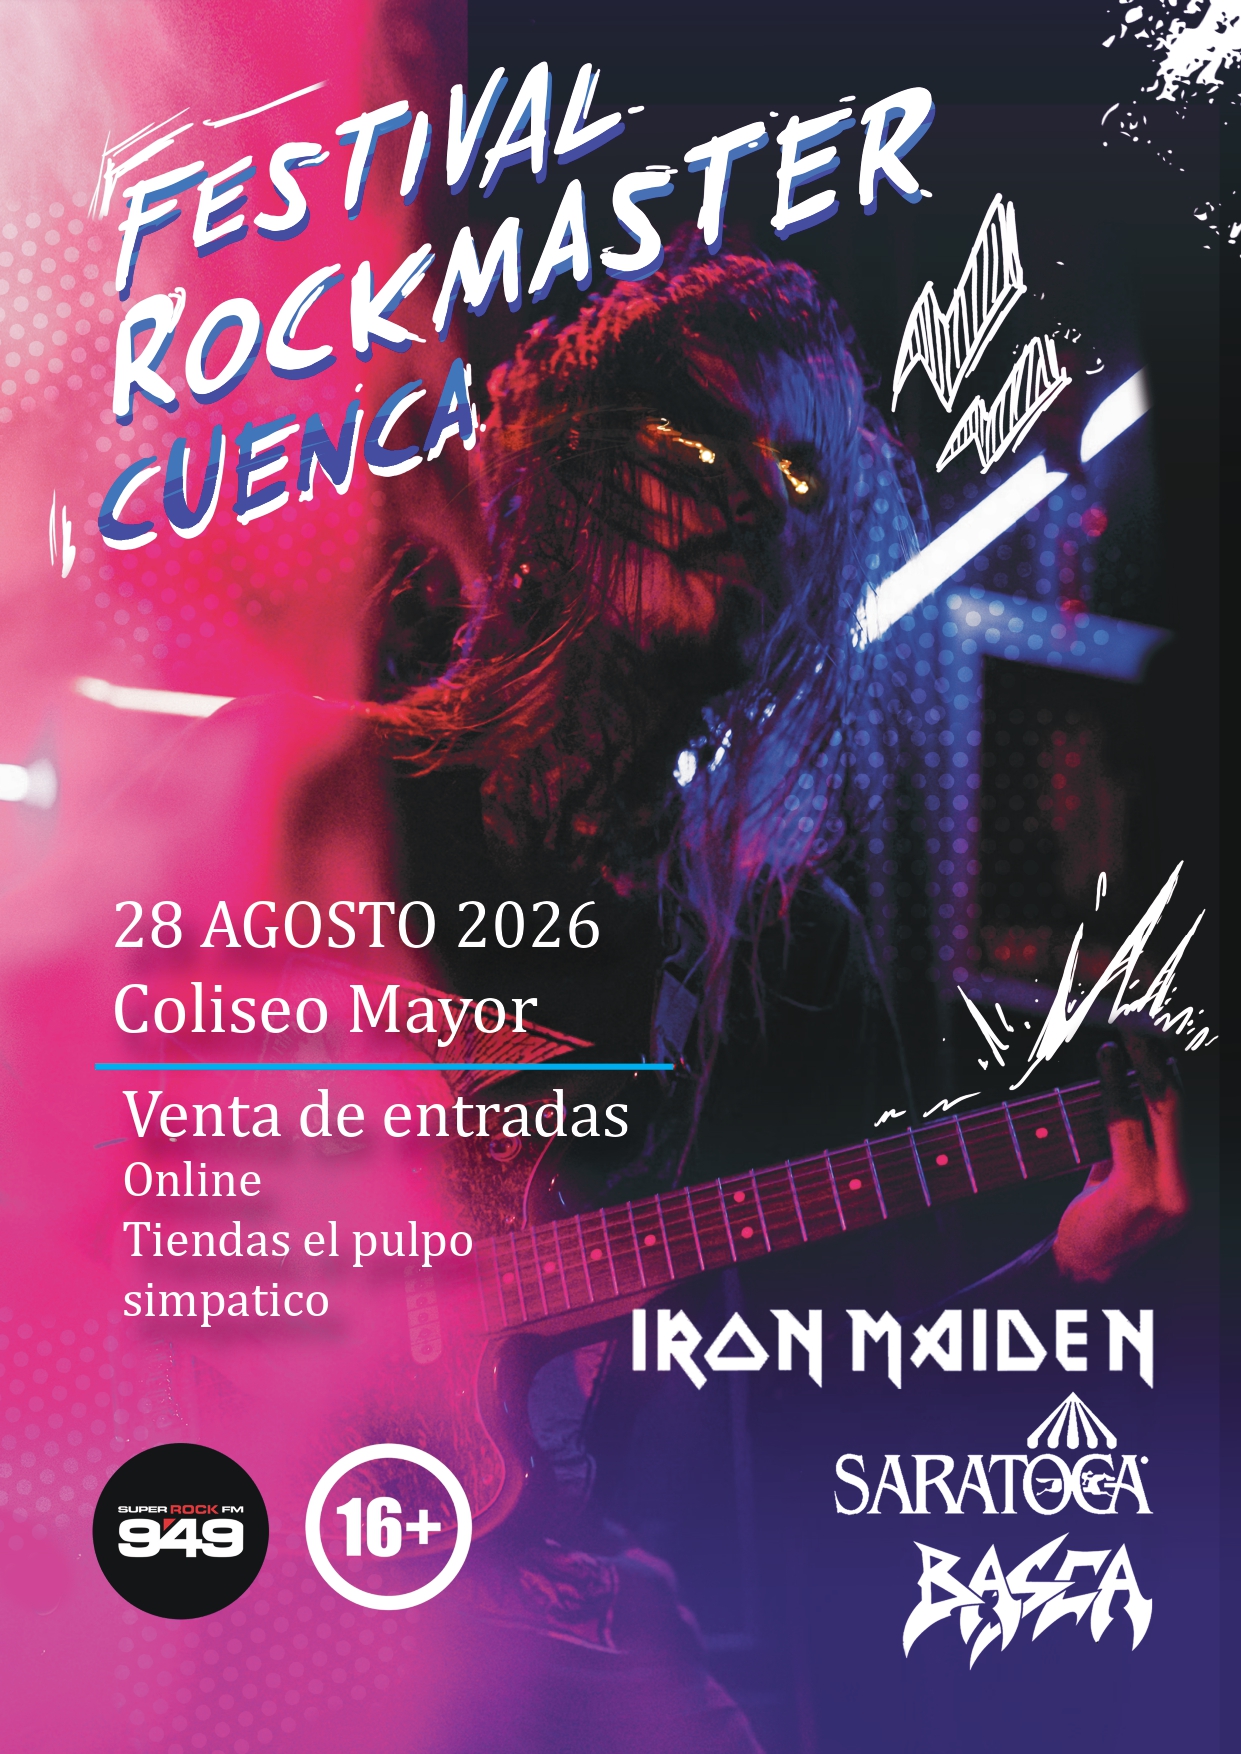 FESTIVAL
ROCKMASTER
CUENCA
28 AGOSTO 2026
Coliseo Mayor
Venta de entradas
Online
Tiendas el pulpo
simpatico
IRON MAIDEN
SARATOGA
BASCA
SUPER ROCK FM
949
16+